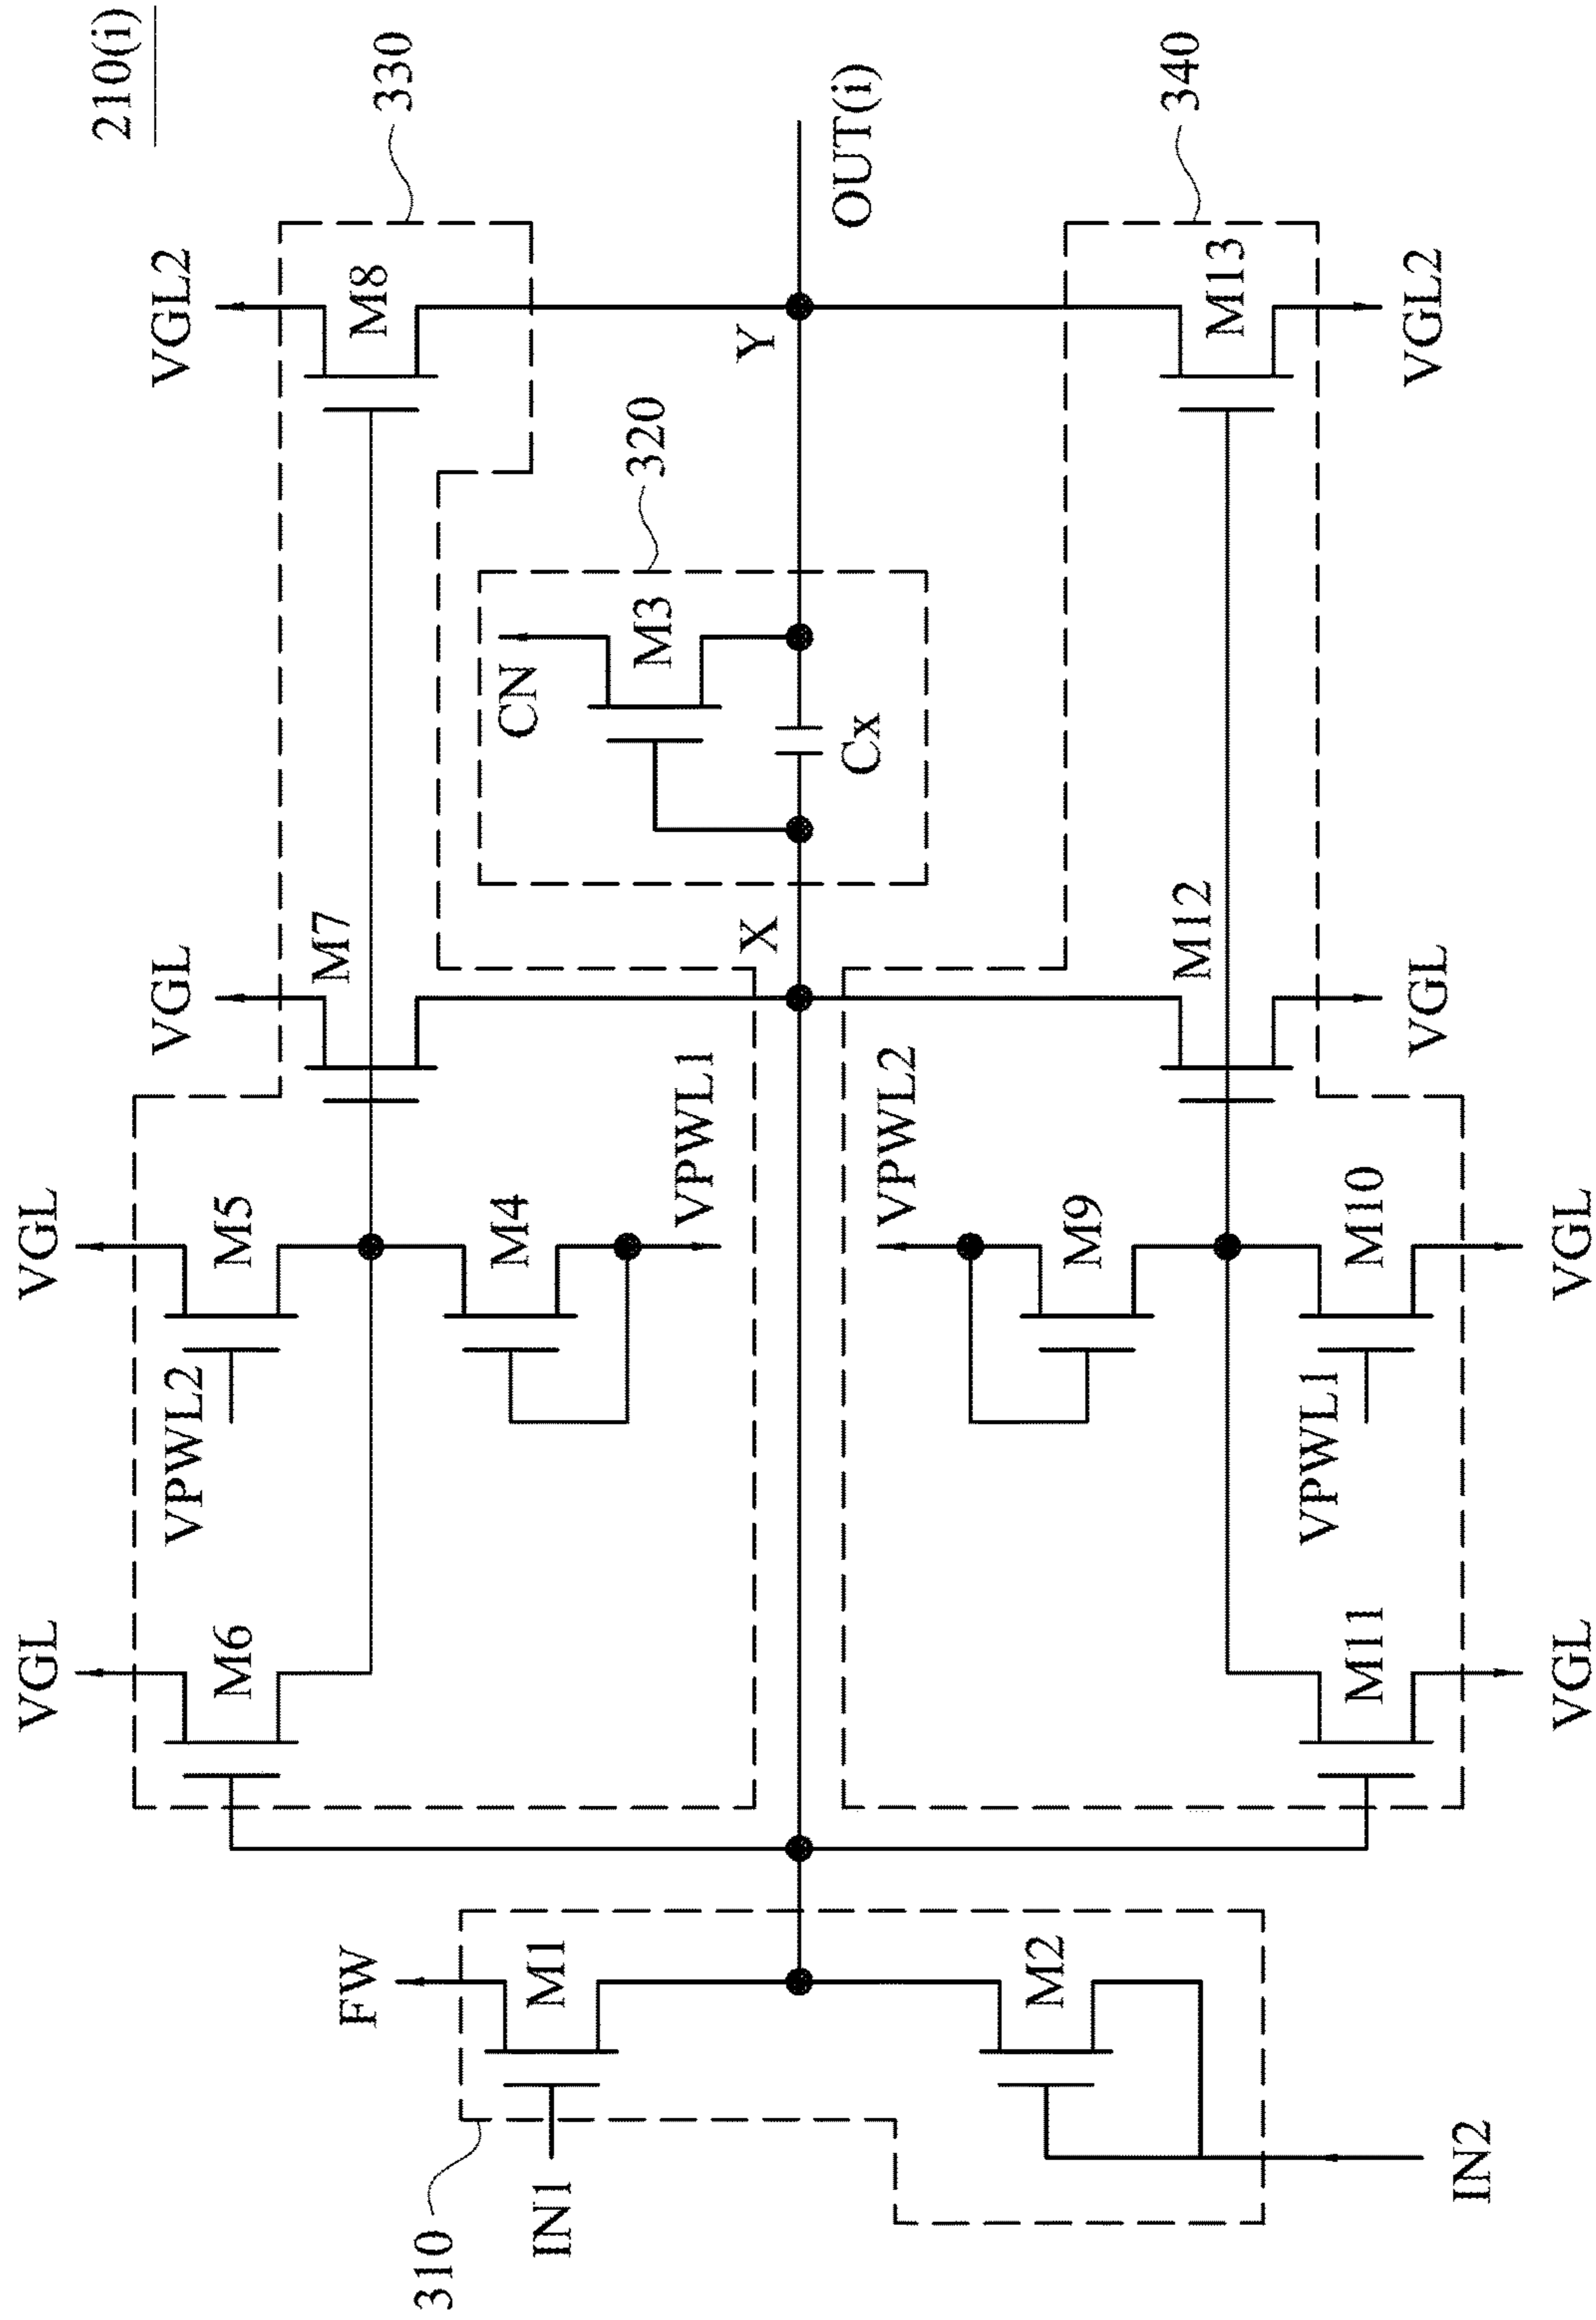 210(i)
VGL
VGL
VGL
VGL2
330
M6
M5
M7
M8
VPWL2
M4
VPWL1
FW
310
M1
IN1
CN
M3
320
Cx
X
Y
OUT(i)
M2
IN2
VPWL2
M9
340
M11
M10
M12
M13
VPWL1
VGL
VGL
VGL
VGL2